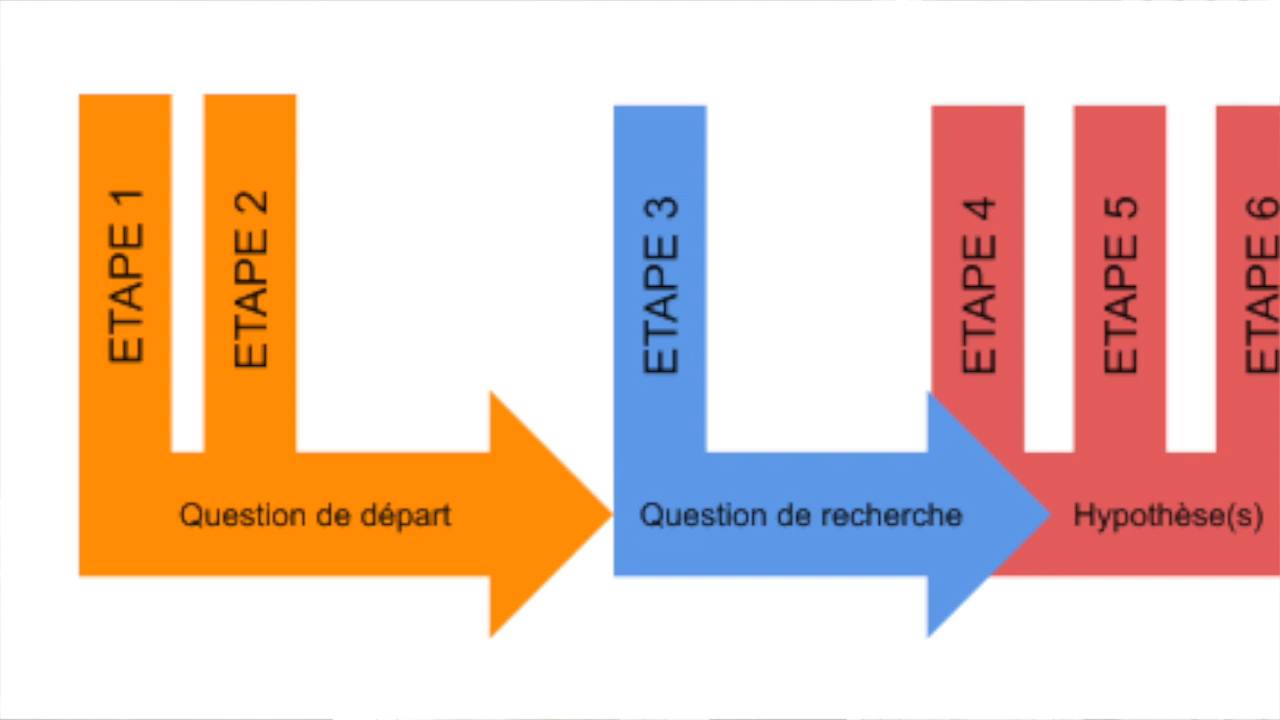 ETAPE 1
ETAPE 2
ETAPE 3
ETAPE 4
ETAPE 5
ETAPE 6
Question de départ
Question de recherche
Hypothèse(s)